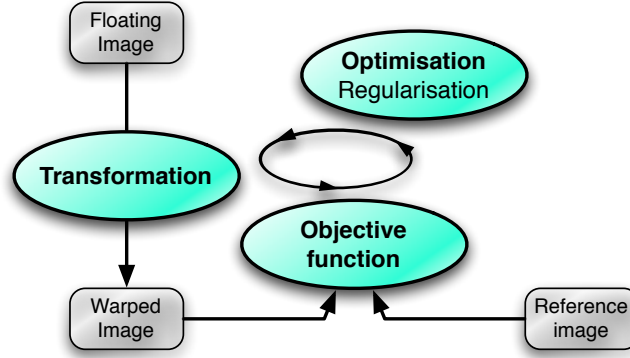 Floating
Image
Optimisation
Regularisation
Transformation
Objective
function
Warped
Image
Reference
image